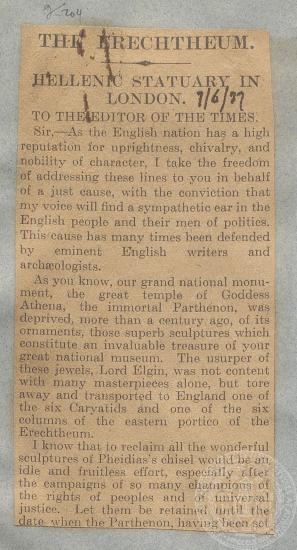 g-204
THE ERECHTHEUM.
HELLENIC STATUARY IN
LONDON. 7/6/27
TO THE EDITOR OF THE TIMES.
Sir,—As the English nation has a high
reputation for uprightness, chivalry, and
nobility of character, I take the freedom
of addressing these lines to you in behalf
of a just cause, with the conviction that
my voice will find a sympathetic ear in the
English people and their men of politics.
This cause has many times been defended
by eminent English writers and
archæologists.
As you know, our grand national monu-
ment, the great temple of Goddess
Athena, the immortal Parthenon, was
deprived, more than a century ago, of its
ornaments, those superb sculptures which
constitute an invaluable treasure of your
great national museum. The usurper of
these jewels, Lord Elgin, was not content
with many masterpieces alone, but tore
away and transported to England one of
the six Caryatids and one of the six
columns of the eastern portico of the
Erechtheum.
I know that to reclaim all the wonderful
sculptures of Pheidias's chisel would be an
idle and fruitless effort, especially after
the campaigns of so many champions of
the rights of peoples and of universal
justice. Let them be retained until the
date when the Parthenon, having been set